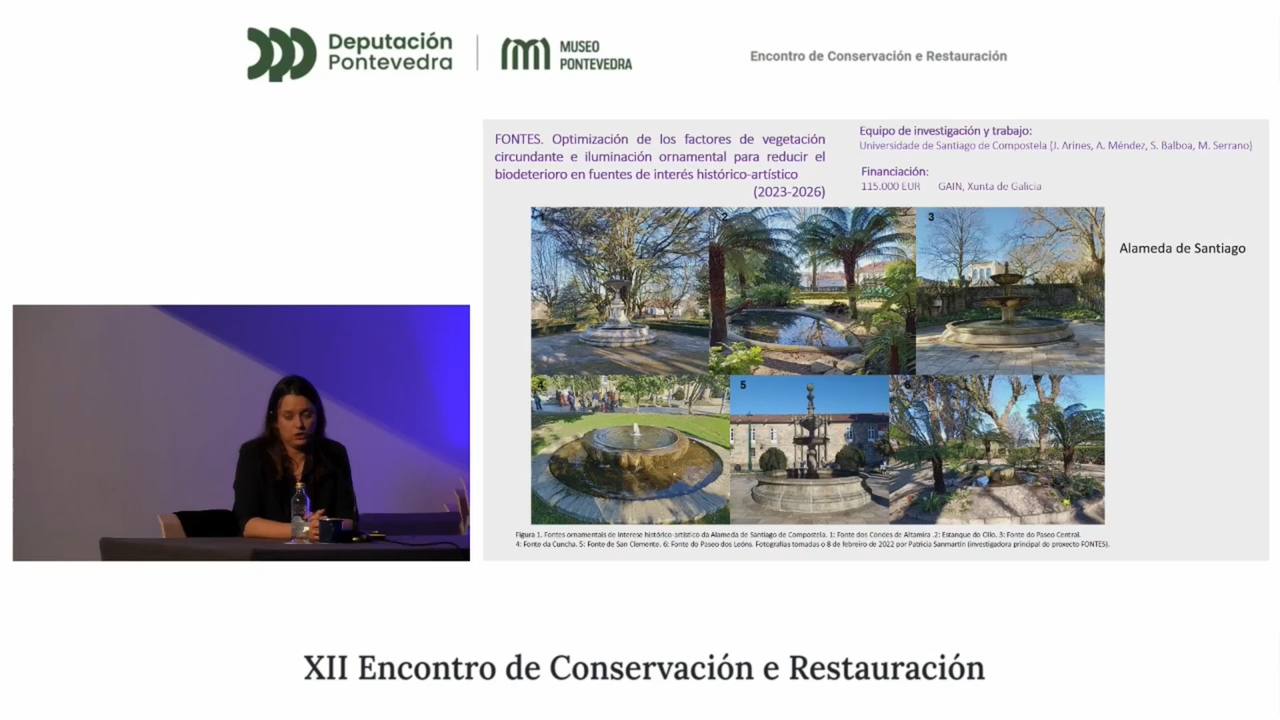 Deputación
Pontevedra
MUSEO
PONTEVEDRA
Encontro de Conservación e Restauración
FONTES. Optimización de los factores de vegetación
circundante e iluminación ornamental para reducir el
biodeterioro en fuentes de interés histórico-artístico
(2023-2026)
Equipo de investigación y trabajo:
Universidade de Santiago de Compostela (J. Arines, A. Méndez, S. Balboa, M. Serrano)
Financiación:
115.000 EUR GAIN, Xunta de Galicia
2
3
Alameda de Santiago
5
6
Figura 1. Fontes ornamentais de interese histórico-artístico da Alameda de Santiago de Compostela. 1: Fonte dos Condes de Altamira .2: Estanque do Cilio. 3: Fonte do Paseo Central.
4: Fonte da Cuncha. 5: Fonte de San Clemente. 6: Fonte do Paseo dos Leóns. Fotografías tomadas o 8 de febreiro de 2022 por Patricia Sanmartín (investigadora principal do proxecto FONTES).
XII Encontro de Conservación e Restauración